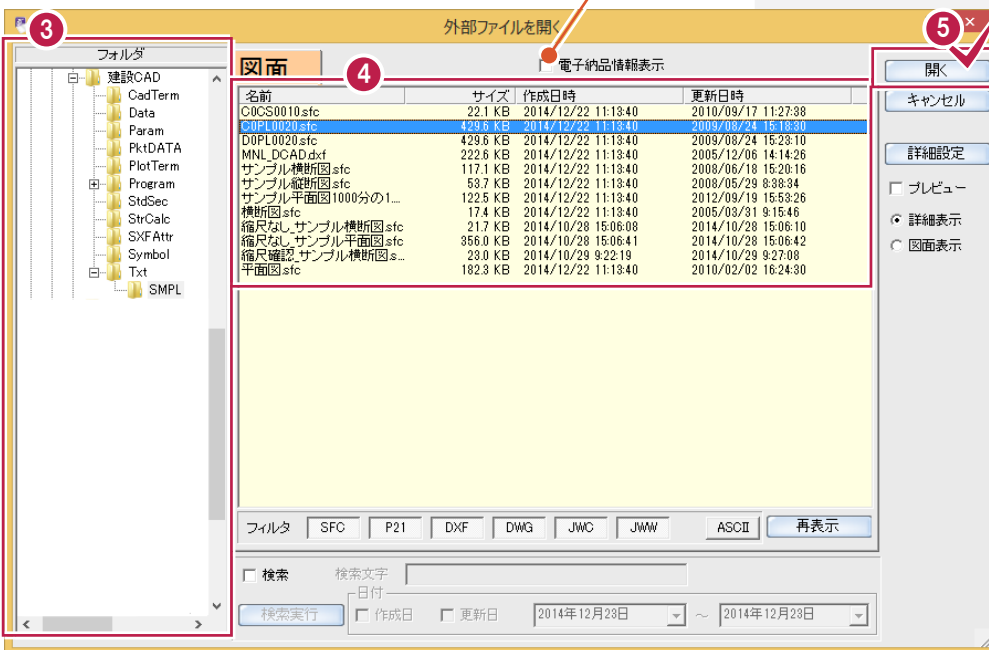 外部ファイルを開く
3
5
×
フォルダ
建設CAD
CadTerm
Data
Param
PktDATA
PlotTerm
Program
StdSec
StrCalc
SXFAttr
Symbol
Txt
SMPL
図面
4
電子納品情報表示
名前 サイズ 作成日時 更新日時
C0CS0010.sfc 22.1 KB 2014/12/22 11:13:40 2010/09/17 11:27:38
C0PL0020.sfc 429.6 KB 2014/12/22 11:13:40 2009/08/24 15:18:30
D0PL0020.sfc 429.6 KB 2014/12/22 11:13:40 2009/08/24 15:23:10
MNL_DCAD.dxf 222.6 KB 2014/12/22 11:13:40 2005/12/06 14:14:26
サンプル横断図.sfc 117.1 KB 2014/12/22 11:13:40 2008/06/18 15:20:16
サンプル縦断図.sfc 53.7 KB 2014/12/22 11:13:40 2008/05/29 8:38:34
サンプル平面図1000分の1... 122.5 KB 2014/12/22 11:13:40 2012/09/19 15:53:26
横断図.sfc 17.4 KB 2014/12/22 11:13:40 2005/03/31 9:15:46
縮尺なし_サンプル横断図.sfc 21.7 KB 2014/10/28 15:06:08 2014/10/28 15:06:10
縮尺なし_サンプル平面図.sfc 356.0 KB 2014/10/28 15:06:41 2014/10/28 15:06:42
縮尺確認_サンプル横断図.s... 23.0 KB 2014/10/29 9:22:19 2014/10/29 9:27:08
平面図.sfc 182.3 KB 2014/12/22 11:13:40 2010/02/02 16:24:30
フィルタ SFC P21 DXF DWG JWC JWW ASCII 再表示
検索 検索文字
日付
検索実行 作成日 更新日 2014年12月23日 ～ 2014年12月23日
開く
キャンセル
詳細設定
プレビュー
詳細表示
図面表示